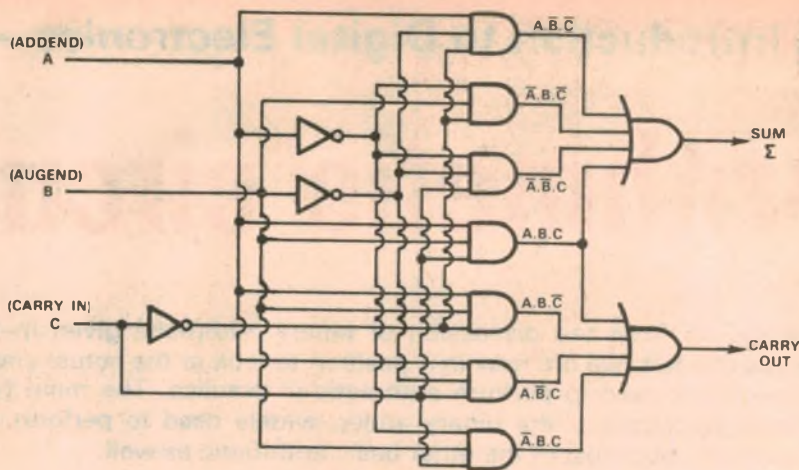 A.B̅.C̅
(ADDEND)
A
A̅.B.C̅
(AUGEND)
B
A̅.B̅.C
SUM
Σ
A.B.C
(CARRY IN)
C
A.B.C̅
CARRY
OUT
A.B̅.C
A̅.B.C